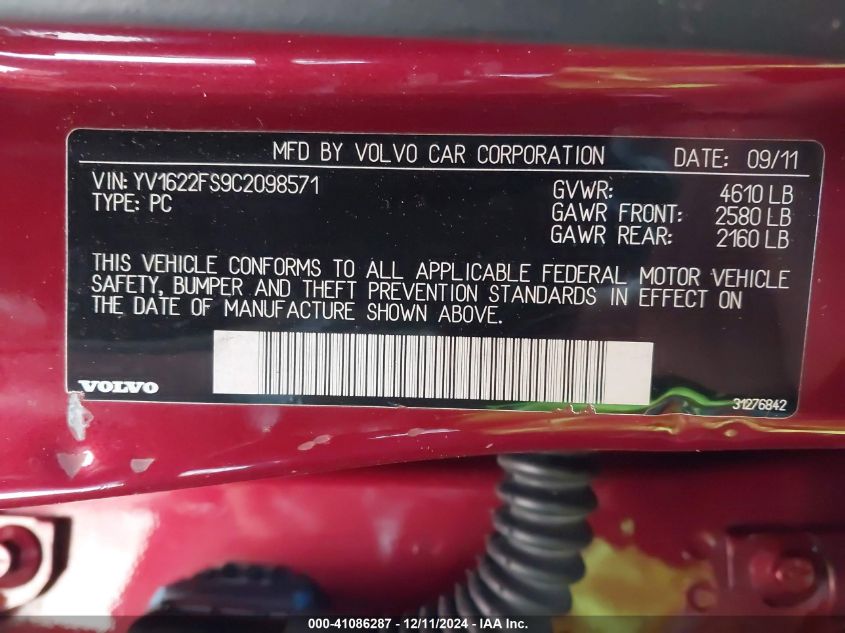 MFD BY VOLVO CAR CORPORATION DATE: 09/11
VIN: YV1622FS9C2098571 GVWR: 4610 LB
TYPE: PC GAWR FRONT: 2580 LB
GAWR REAR: 2160 LB
THIS VEHICLE CONFORMS TO ALL APPLICABLE FEDERAL MOTOR VEHICLE
SAFETY, BUMPER AND THEFT PREVENTION STANDARDS IN EFFECT ON
THE DATE OF MANUFACTURE SHOWN ABOVE.
VOLVO 31276842
000-41086287 - 12/11/2024 - IAA Inc.